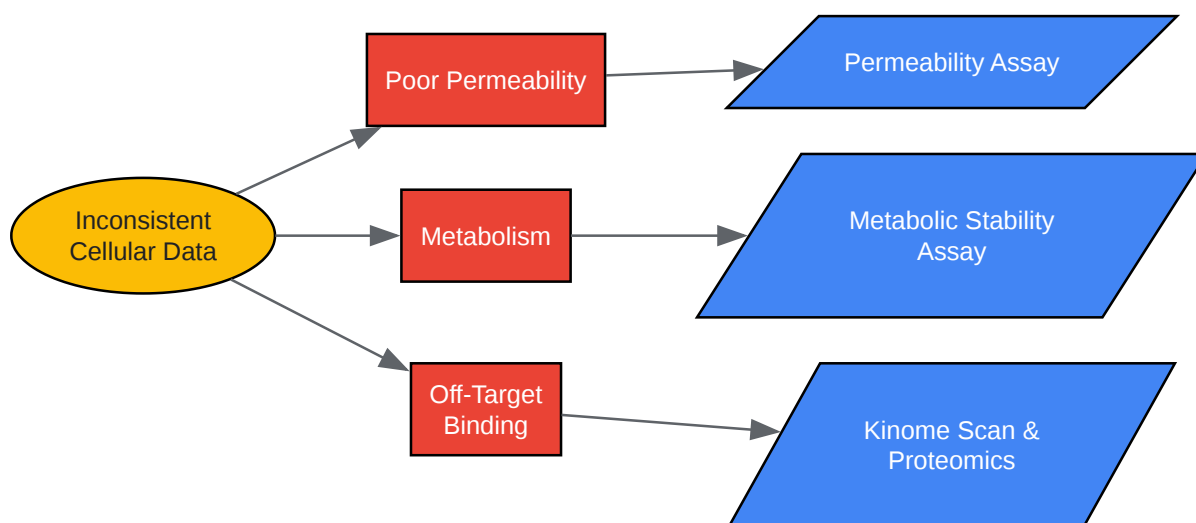 Poor Permeability
Permeability Assay
Inconsistent
Cellular Data
Metabolism
Metabolic Stability
Assay
Off-Target
Binding
Kinome Scan &
Proteomics